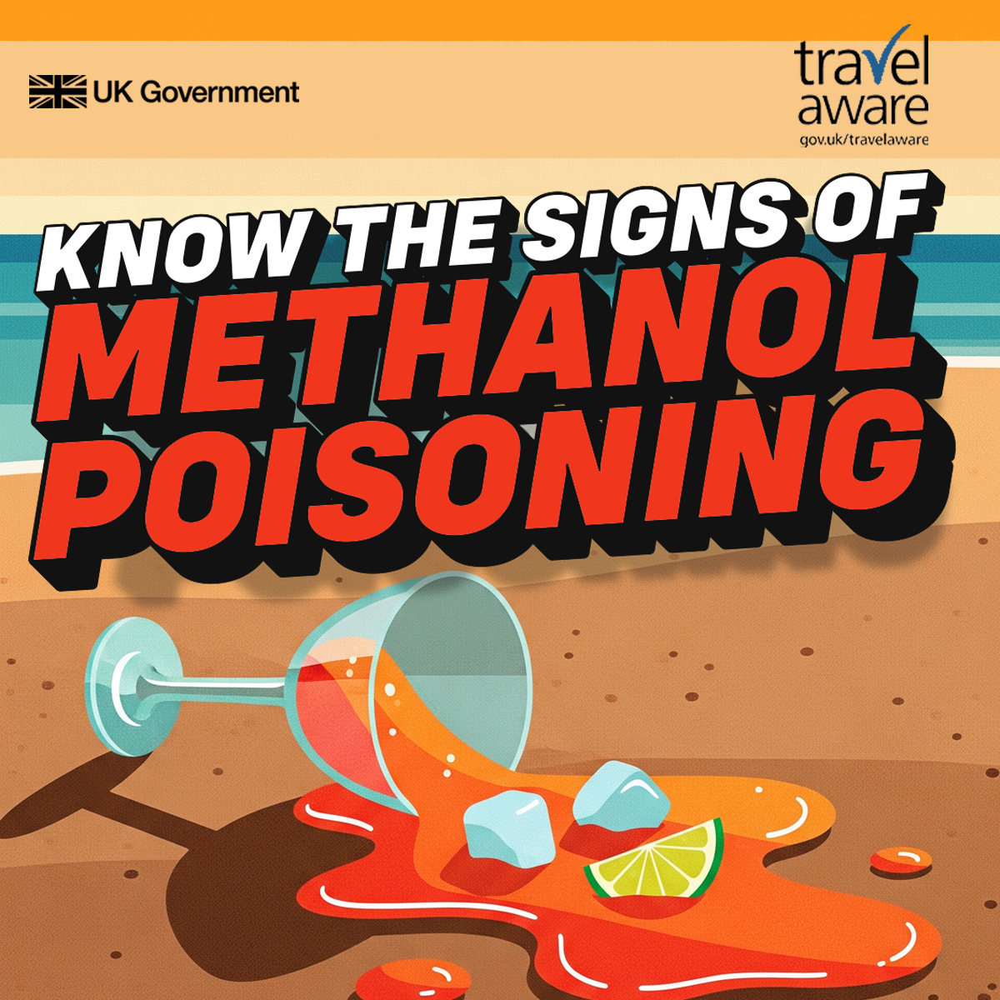 UK Government
travel
aware
gov.uk/travelaware
KNOW THE SIGNS OF
METHANOL
POISONING